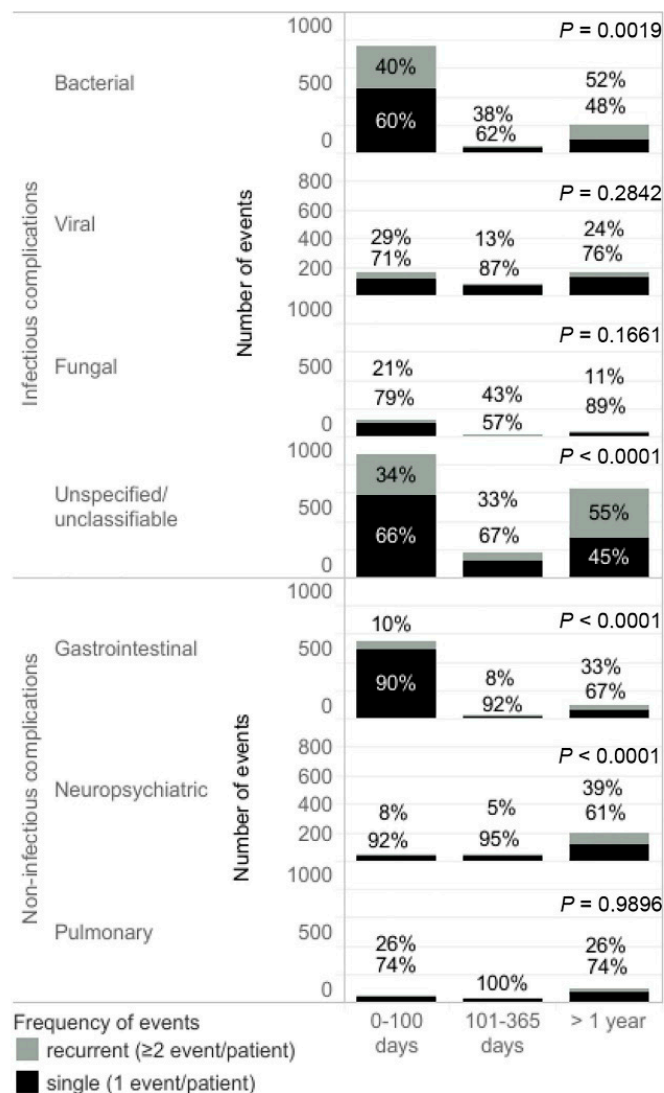 Infectious complications
Number of events
Bacterial
1000
500
0
P = 0.0019
40%
60%
38%
62%
52%
48%
Viral
800
600
400
200
P = 0.2842
29%
71%
13%
87%
24%
76%
Fungal
1000
500
0
P = 0.1661
21%
79%
43%
57%
11%
89%
Unspecified/
unclassifiable
1000
500
0
P < 0.0001
34%
66%
33%
67%
55%
45%
Non-infectious complications
Number of events
Gastrointestinal
1000
500
0
P < 0.0001
10%
90%
8%
92%
33%
67%
Neuropsychiatric
800
600
400
200
P < 0.0001
8%
92%
5%
95%
39%
61%
Pulmonary
1000
500
0
P = 0.9896
26%
74%
100%
26%
74%
0-100
days
101-365
days
> 1 year
Frequency of events
recurrent (≥2 event/patient)
single (1 event/patient)